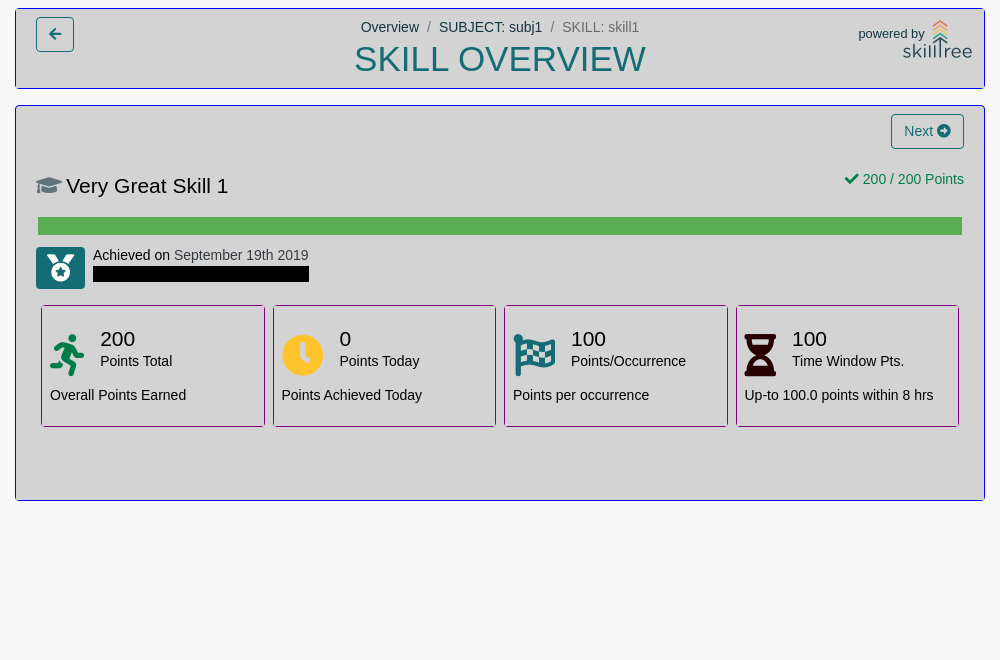 Overview / SUBJECT: subj1 / SKILL: skill1
SKILL OVERVIEW
powered by
skilltree
Next
Very Great Skill 1
200 / 200 Points
Achieved on September 19th 2019
200
Points Total
Overall Points Earned
0
Points Today
Points Achieved Today
100
Points/Occurrence
Points per occurrence
100
Time Window Pts.
Up-to 100.0 points within 8 hrs